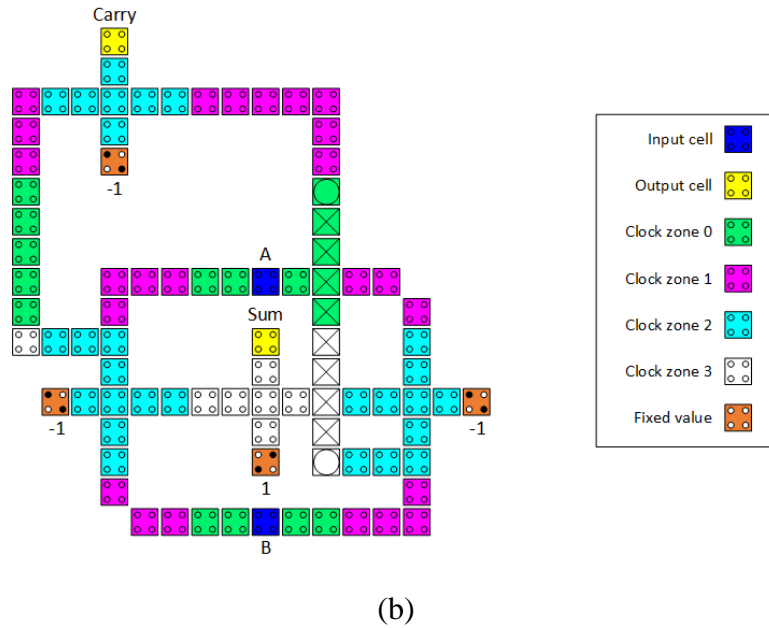 Carry
-1
A
Sum
-1
-1
1
B
Input cell
Output cell
Clock zone 0
Clock zone 1
Clock zone 2
Clock zone 3
Fixed value
(b)